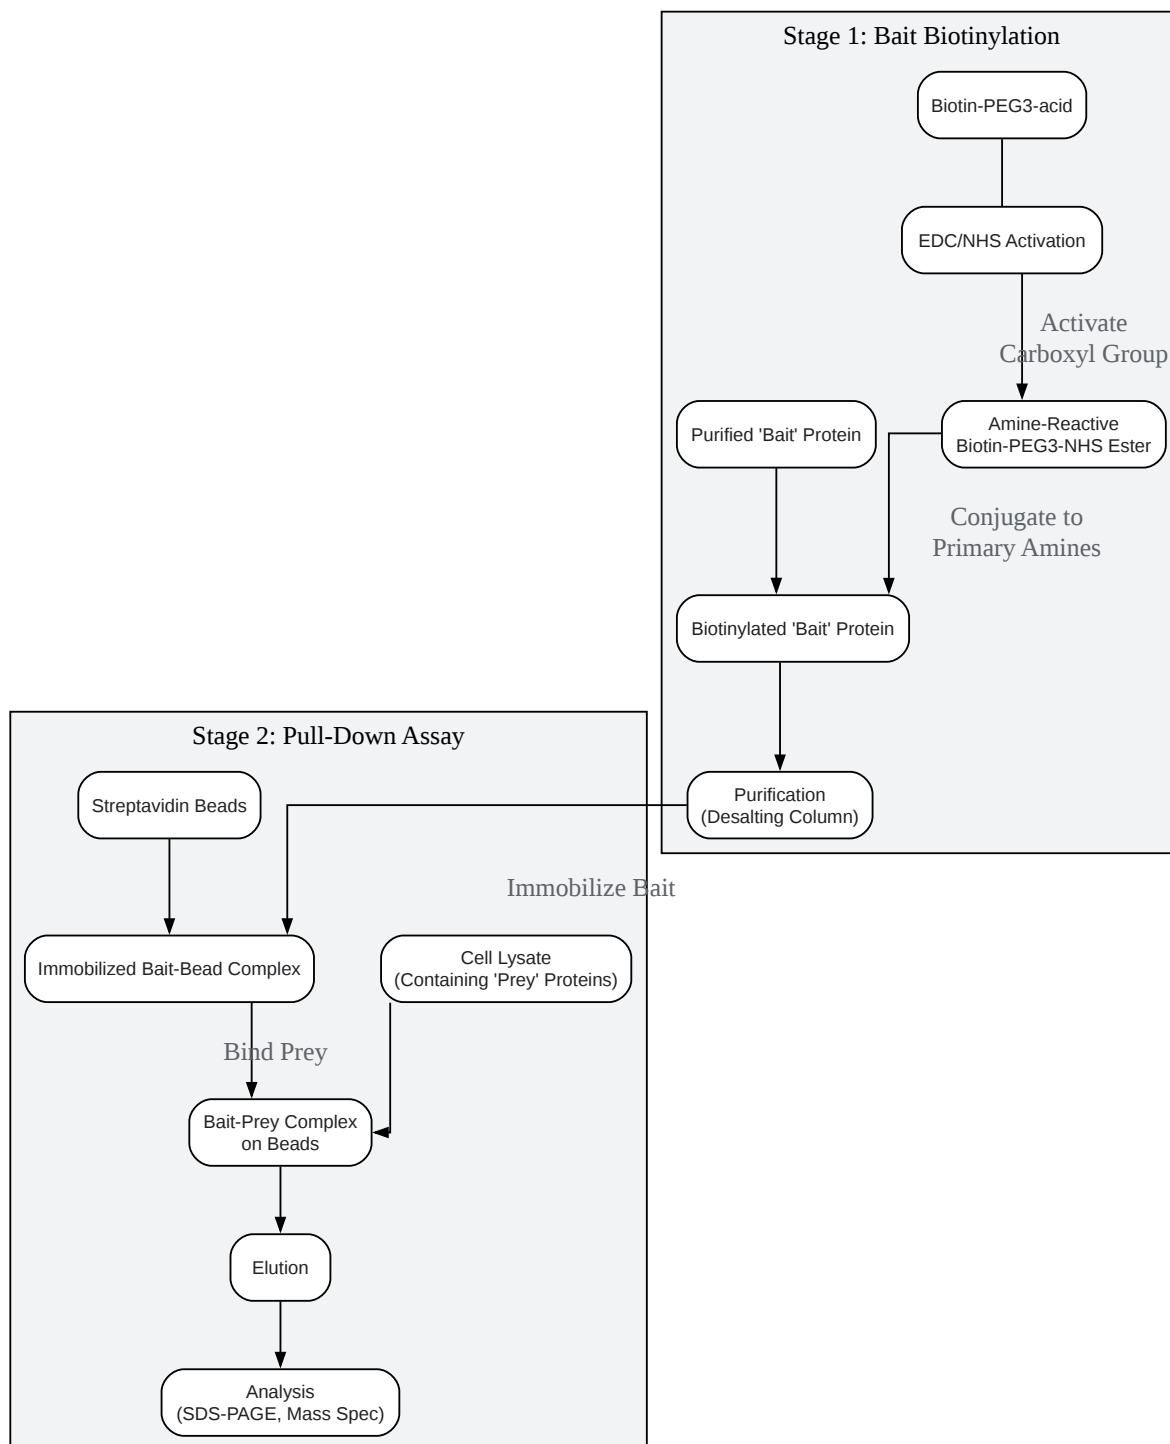 Stage 1: Bait Biotinylation
Biotin-PEG3-acid
EDC/NHS Activation
Activate
Carboxyl Group
Purified 'Bait' Protein
Amine-Reactive
Biotin-PEG3-NHS Ester
Conjugate to
Primary Amines
Biotinylated 'Bait' Protein
Purification
(Desalting Column)
Stage 2: Pull-Down Assay
Streptavidin Beads
Immobilize Bait
Immobilized Bait-Bead Complex
Cell Lysate
(Containing 'Prey' Proteins)
Bind Prey
Bait-Prey Complex
on Beads
Elution
Analysis
(SDS-PAGE, Mass Spec)